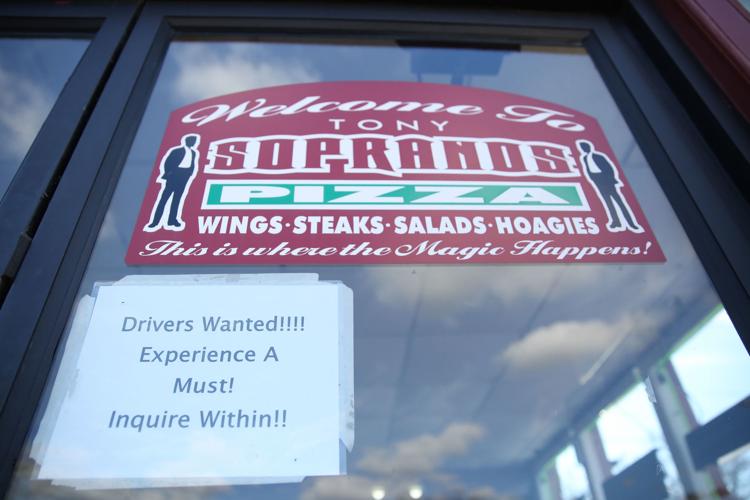 Welcome To
TONY
SOPRANOS
PIZZA
WINGS·STEAKS·SALADS·HOAGIES
This is where the Magic Happens!
Drivers Wanted!!!!
Experience A
Must!
Inquire Within!!